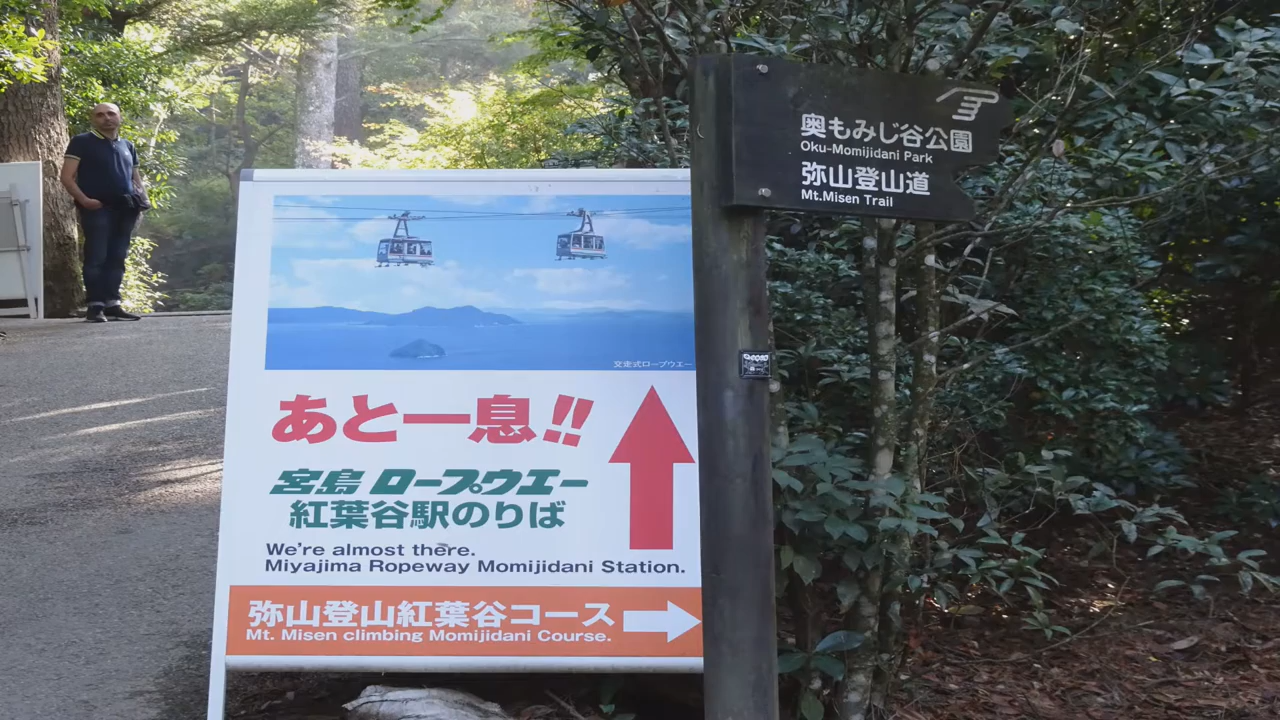 交走式ロープウエー
あと一息!!
宮島 ロープウエー
紅葉谷駅のりば
We're almost there.
Miyajima Ropeway Momijidani Station.
弥山登山紅葉谷コース
Mt. Misen climbing Momijidani Course.
奥もみじ谷公園
Oku-Momijidani Park
弥山登山道
Mt.Misen Trail